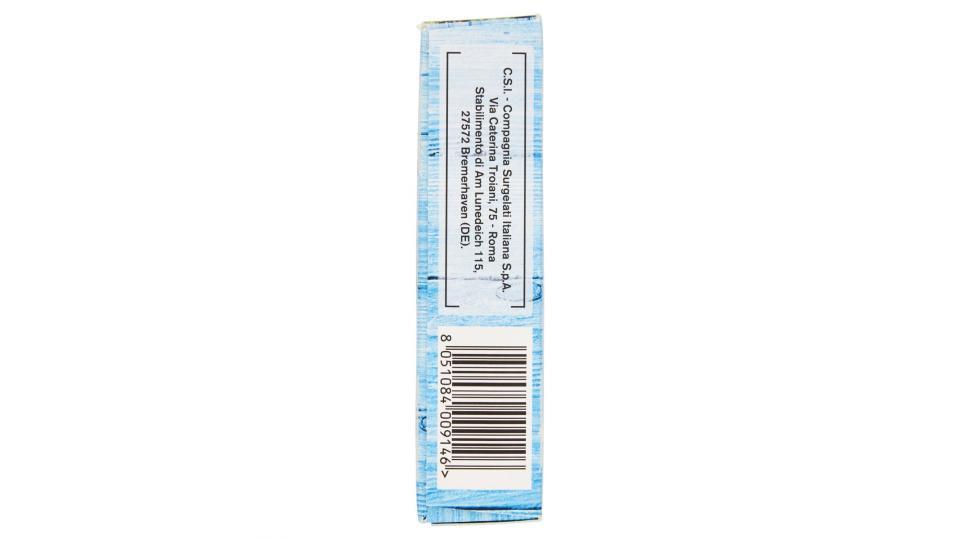 C.S.I. - Compagnia Surgelati Italiana S.p.A.
Via Caterina Troiani, 75 - Roma
Stabilimento di Am Lunedeich 115,
27572 Bremerhaven (DE).
8 051084 009146 >